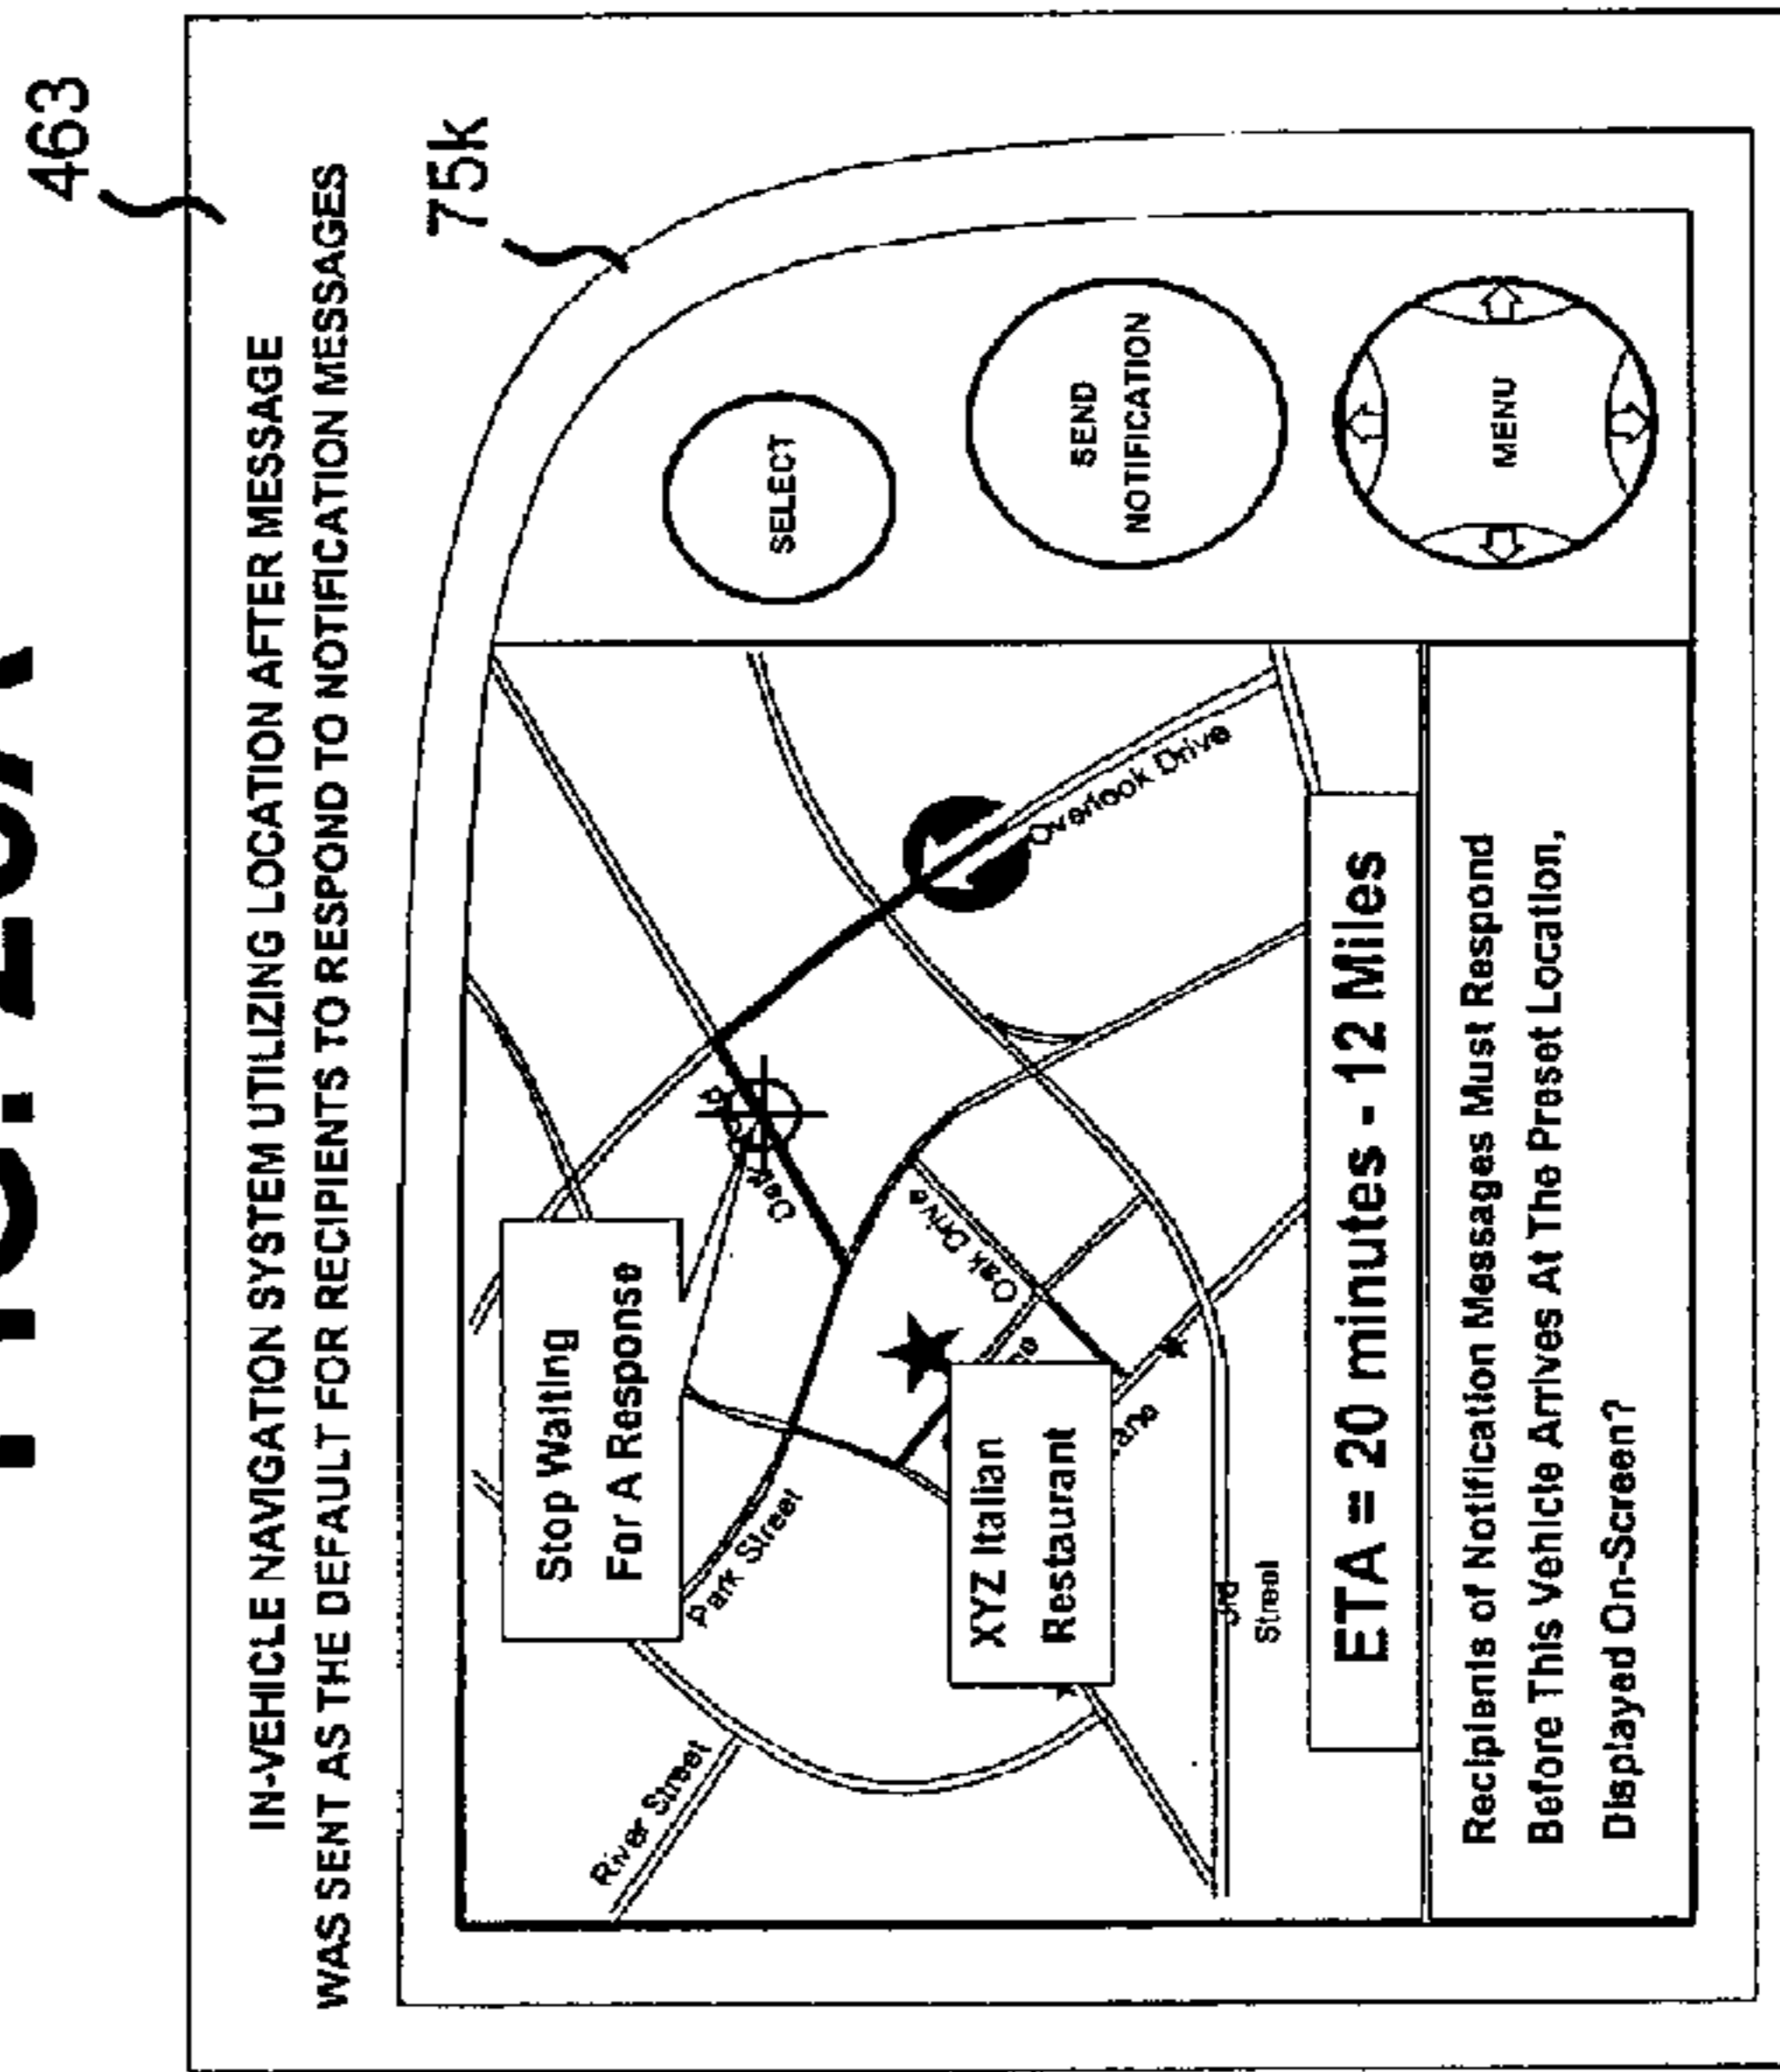 463
IN-VEHICLE NAVIGATION SYSTEM UTILIZING LOCATION AFTER MESSAGE
WAS SENT AS THE DEFAULT FOR RECIPIENTS TO RESPOND TO NOTIFICATION MESSAGES
75k
Stop Waiting
For A Response
River Street
Park Street
Oak
Oak Drive
Overlook Drive
XYZ Italian
Restaurant
3rd
Street
SELECT
SEND
NOTIFICATION
MENU
ETA = 20 minutes - 12 Miles
Recipients of Notification Messages Must Respond
Before This Vehicle Arrives At The Preset Location,
Displayed On-Screen?